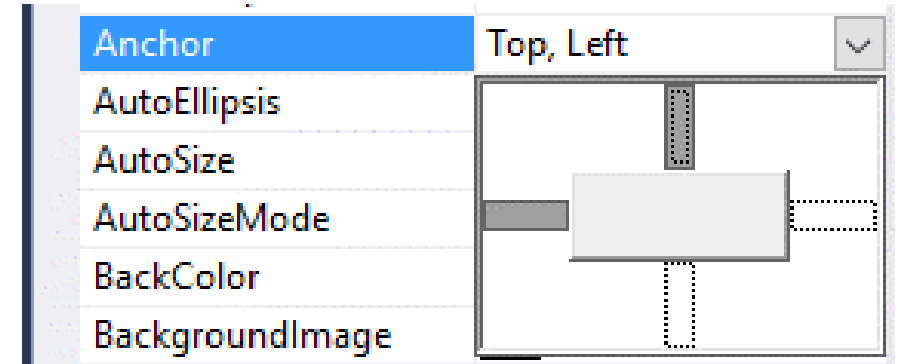 Anchor Top, Left
AutoEllipsis
AutoSize
AutoSizeMode
BackColor
BackgroundImage